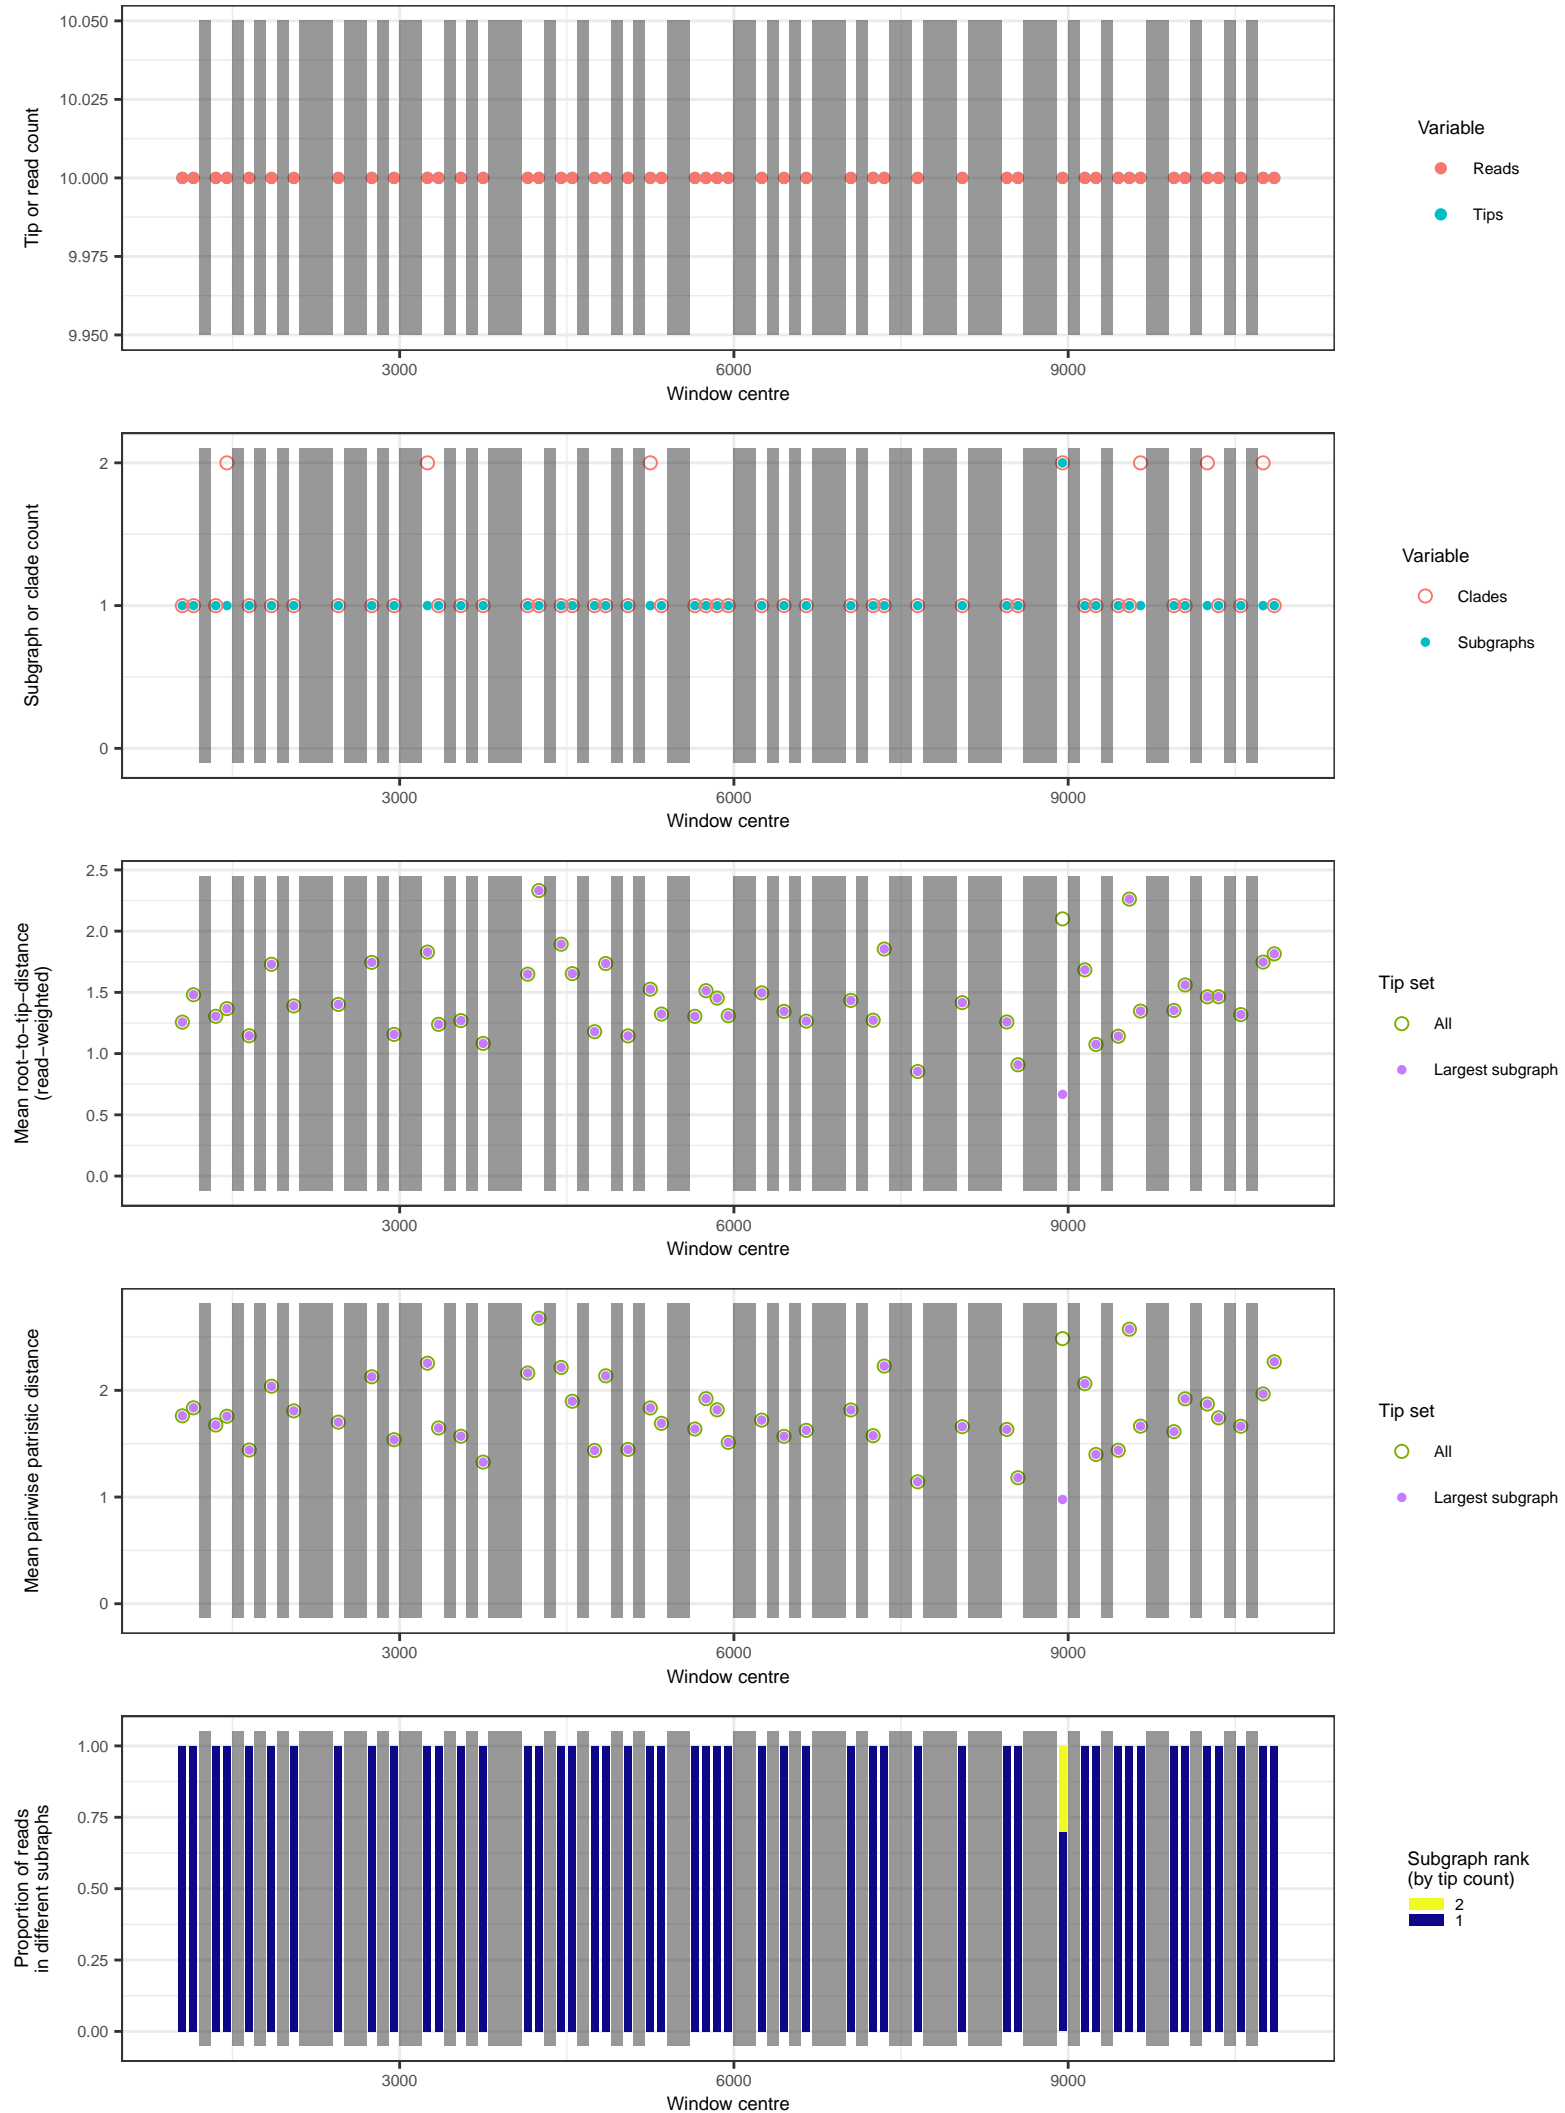 10.050
10.025
10.000
9.975
9.950
Tip or read count
3000
6000
9000
Window centre
Variable
Reads
Tips
2
1
0
Subgraph or clade count
3000
6000
9000
Window centre
Variable
Clades
Subgraphs
2.5
2.0
1.5
1.0
0.5
0.0
Mean root−to−tip−distance
(read−weighted)
3000
6000
9000
Window centre
Tip set
All
Largest subgraph
2
1
0
Mean pairwise patristic distance
3000
6000
9000
Window centre
Tip set
All
Largest subgraph
1.00
0.75
0.50
0.25
0.00
Proportion of reads
in different subraphs
3000
6000
9000
Window centre
Subgraph rank
(by tip count)
2
1